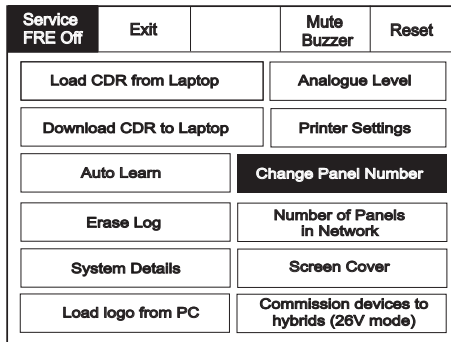 Service
FRE Off
Exit
Mute
Buzzer
Reset
Load CDR from Laptop
Analogue Level
Download CDR to Laptop
Printer Settings
Auto Learn
Change Panel Number
Erase Log
Number of Panels
in Network
System Details
Screen Cover
Load logo from PC
Commission devices to
hybrids (26V mode)